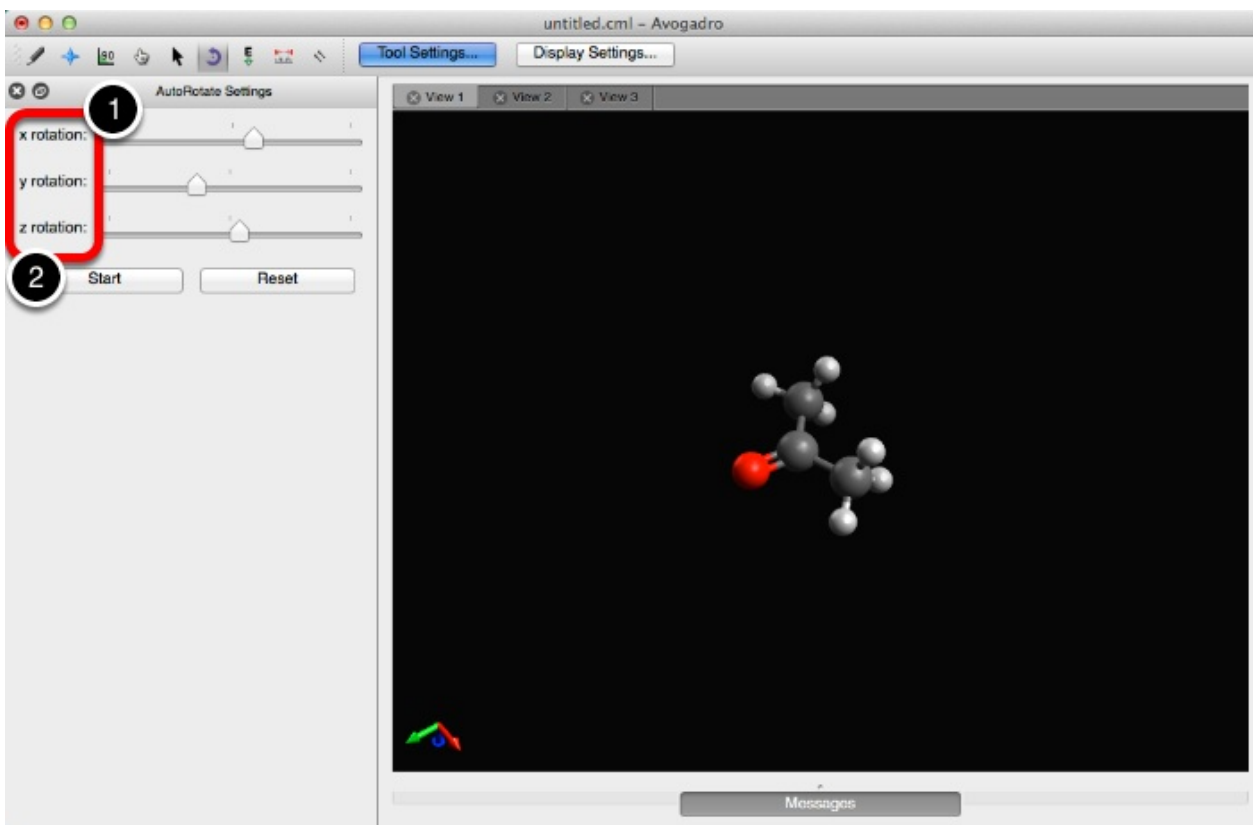 untitled.cml – Avogadro
90 E Tool Settings... Display Settings...
AutoRotate Settings
1
x rotation:
y rotation:
z rotation:
2
Start Reset
View 1 View 2 View 3
Messages